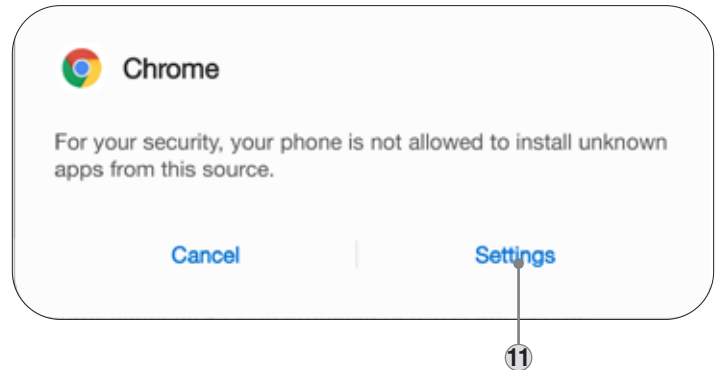 Chrome
For your security, your phone is not allowed to install unknown
apps from this source.
Cancel Settings
11